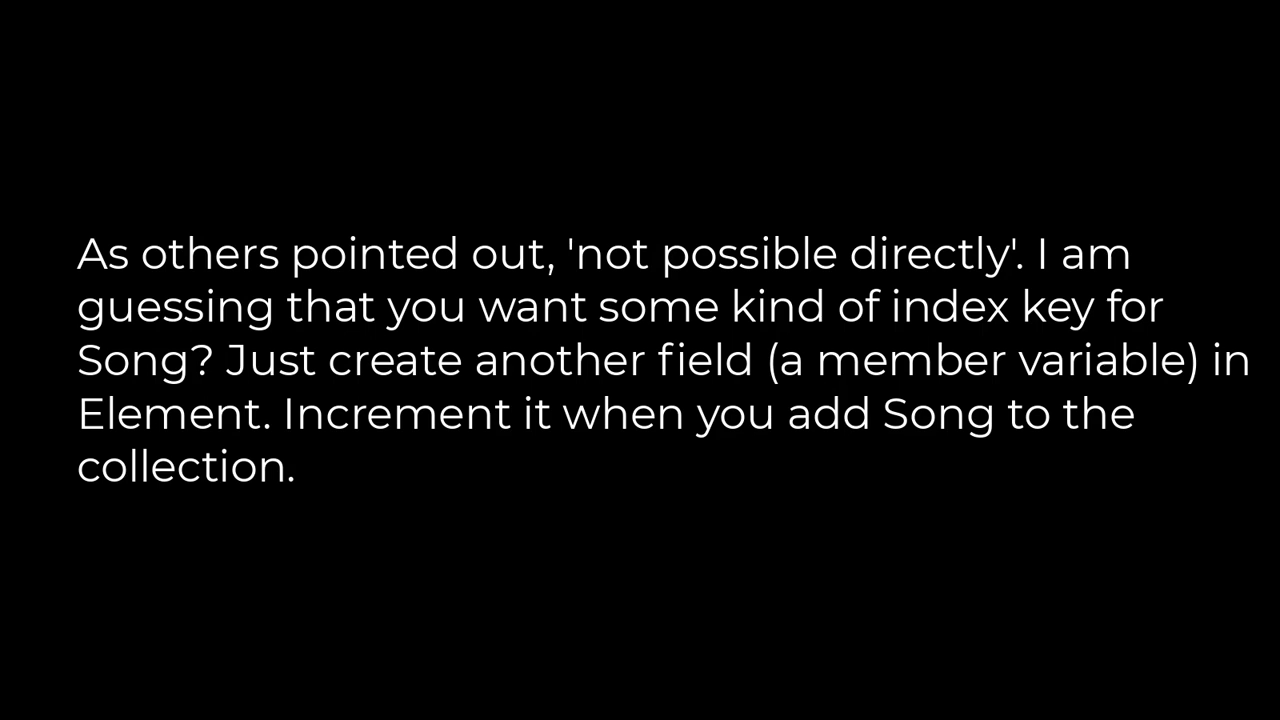 As others pointed out, 'not possible directly'. I am
guessing that you want some kind of index key for
Song? Just create another field (a member variable) in
Element. Increment it when you add Song to the
collection.